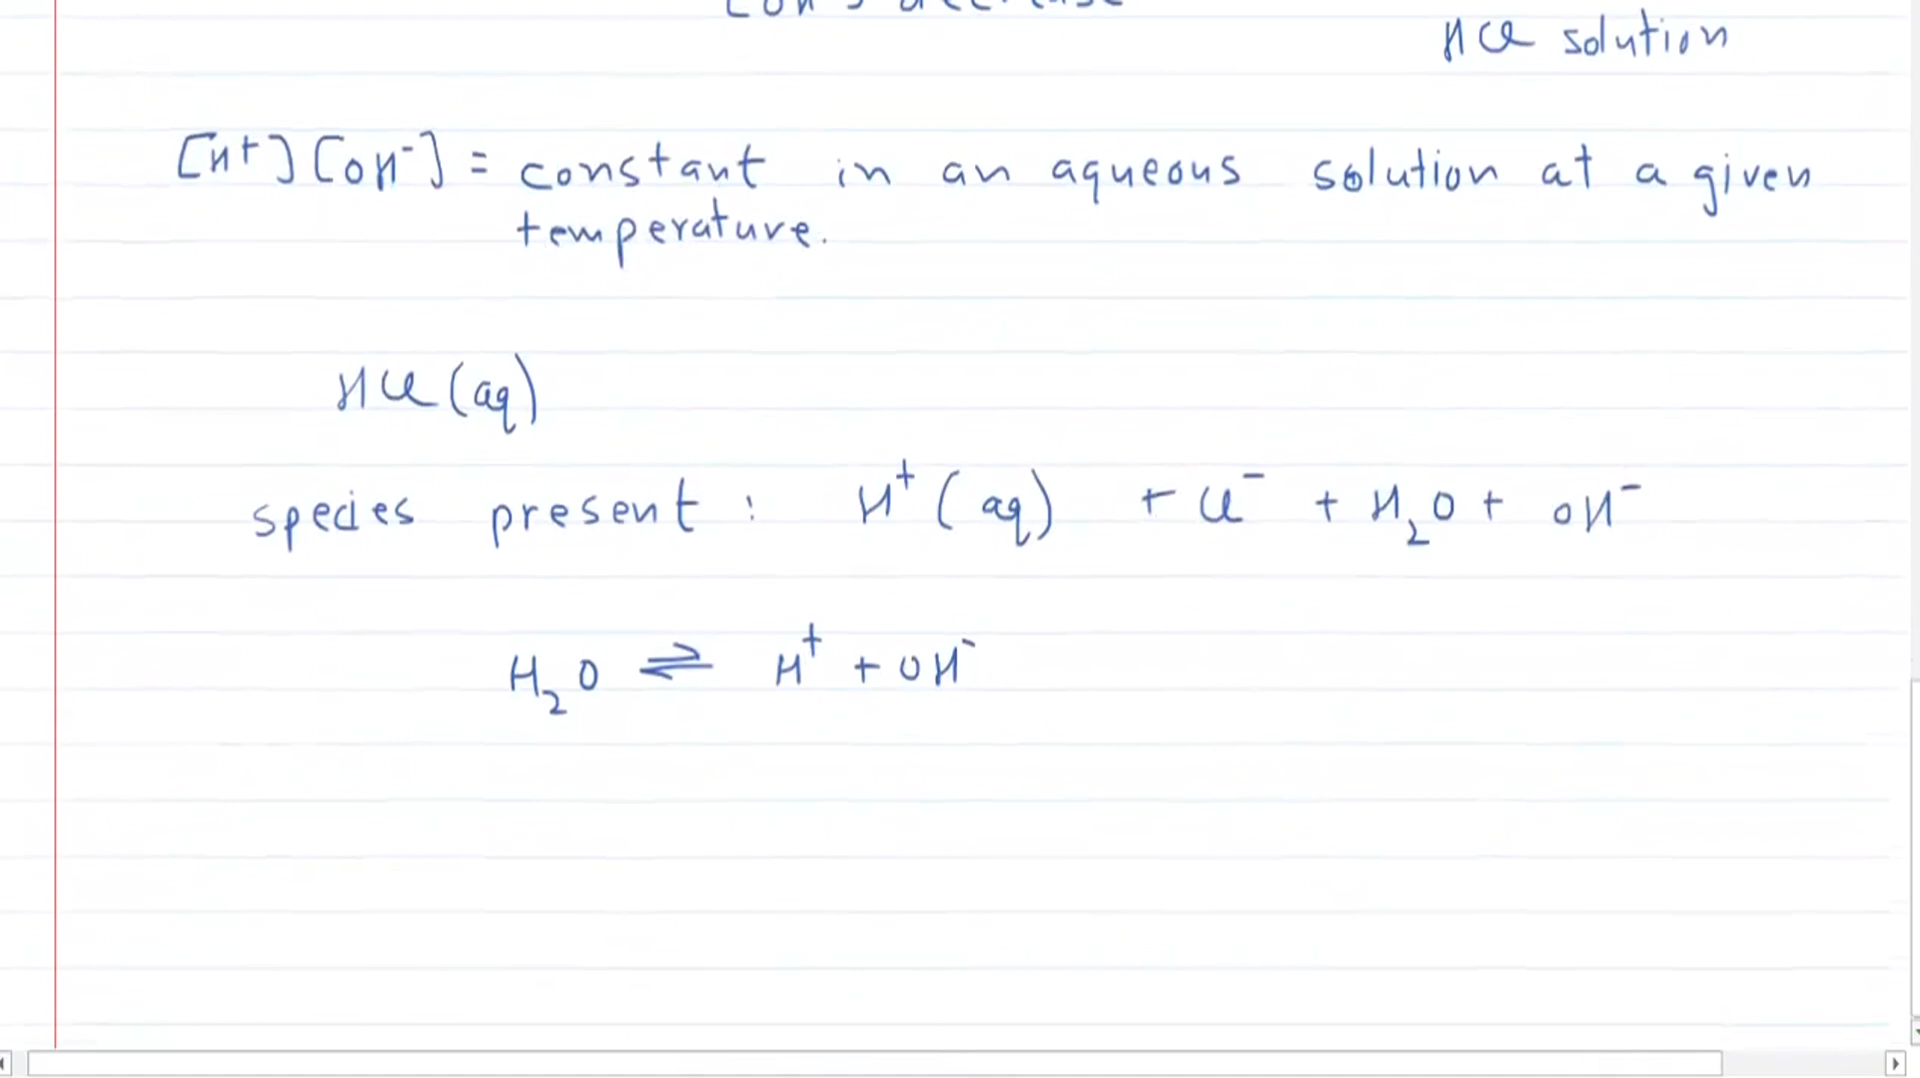 HCl solution
[H⁺][OH⁻] = constant in an aqueous solution at a given
temperature.
HCl (aq)
species present : H⁺ (aq) + Cl⁻ + H₂O + OH⁻
H₂O ⇌ H⁺ + OH⁻